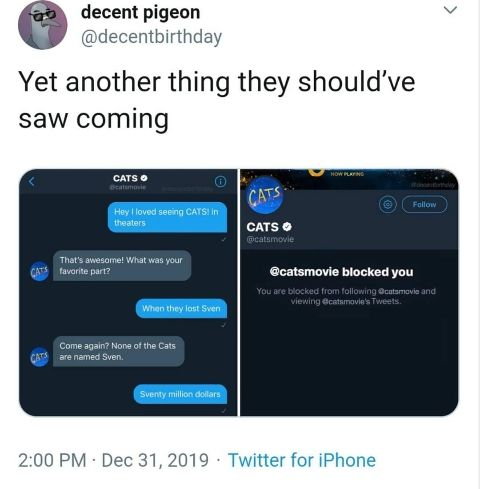 decent pigeon
@decentbirthday
Yet another thing they should've
saw coming
CATS
@catsmovie
Hey I loved seeing CATS! in
theaters
CATS
That's awesome! What was your
favorite part?
When they lost Sven
CATS
Come again? None of the Cats
are named Sven.
Sventy million dollars
NOW PLAYING
@decentbirthday
CATS
Follow
CATS
@catsmovie
@catsmovie blocked you
You are blocked from following @catsmovie and
viewing @catsmovie's Tweets.
2:00 PM · Dec 31, 2019 · Twitter for iPhone